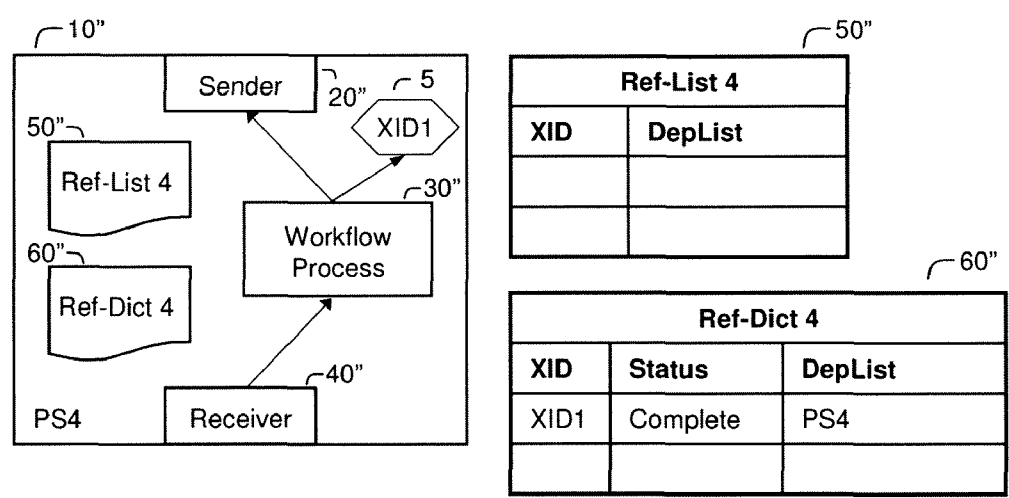 10”
Sender
20”
5
XID1
50”
Ref-List 4
30”
Workflow
Process
60”
Ref-Dict 4
40”
Receiver
PS4
50”
Ref-List 4
XID DepList
60”
Ref-Dict 4
XID Status DepList
XID1 Complete PS4